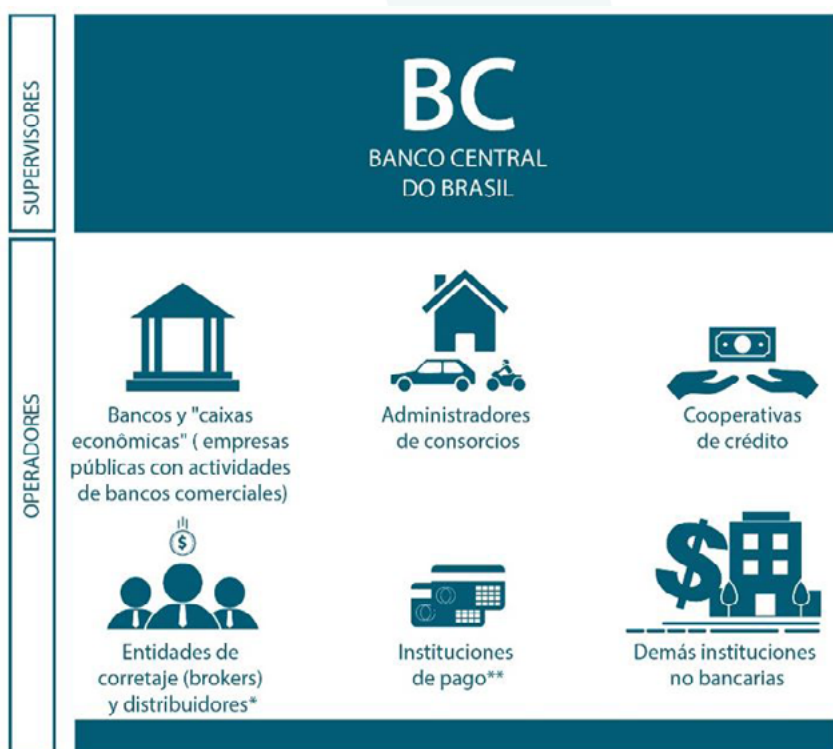 SUPERVISORES
BC
BANCO CENTRAL
DO BRASIL
OPERADORES
Bancos y "caixas
econômicas" ( empresas
públicas con actividades
de bancos comerciales)
Administradores
de consorcios
Cooperativas
de crédito
$
Entidades de
corretaje (brokers)
y distribuidores*
Instituciones
de pago**
$
Demás instituciones
no bancarias